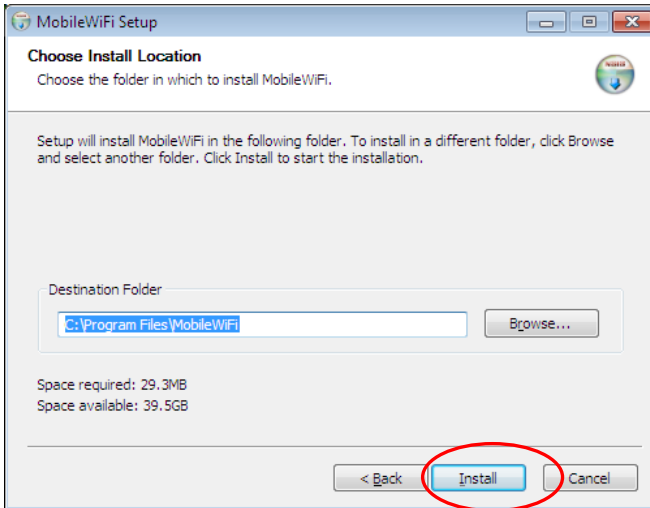 MobileWiFi Setup
Choose Install Location
Choose the folder in which to install MobileWiFi.
Setup will install MobileWiFi in the following folder. To install in a different folder, click Browse
and select another folder. Click Install to start the installation.
Destination Folder
C:\Program Files\MobileWiFi
Browse...
Space required: 29.3MB
Space available: 39.5GB
< Back
Install
Cancel